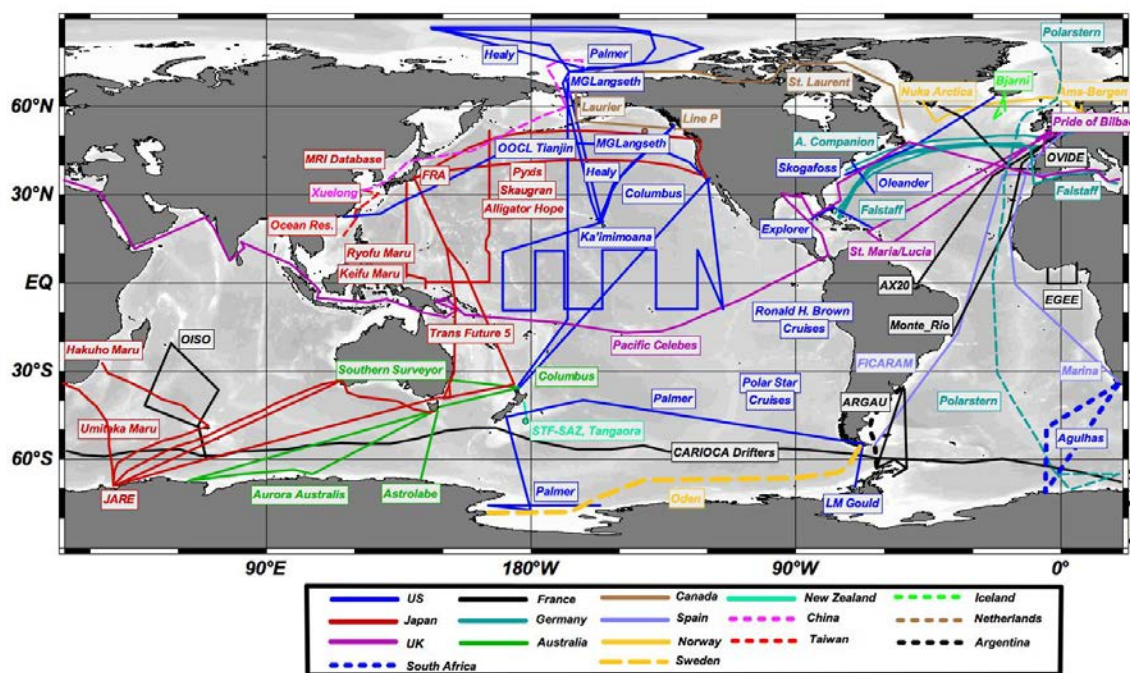 Polarstern
Healy
Palmer
MGLangseth
St. Laurent
Nuka Arctica
Bjarni
Ams-Bergen
60°N
Laurier
Line P
Pride of Bilbao
A. Companion
OOCL Tianjin
MGLangseth
MRI Database
OVIDE
Skogafoss
FRA
Pyxis
Healy
Xuelong
Skaugran
Columbus
Oleander
Falstaff
30°N
Alligator Hope
Falstaff
Ocean Res.
Explorer
Ka'imimoana
St. Maria/Lucia
Ryofu Maru
Keifu Maru
EQ
AX20
EGEE
Ronald H. Brown
Cruises
Monte_Rio
Trans Future 5
OISO
Pacific Celebes
Hakuho Maru
Southern Surveyor
FICARAM
Marina
30°S
Columbus
Polar Star
Cruises
Palmer
ARGAU
Polarstern
Umitaka Maru
STF-SAZ, Tangaora
Agulhas
CARIOCA Drifters
60°S
JARE
Aurora Australis
Astrolabe
Palmer
Oden
LM Gould
90°E
180°W
90°W
0°
US
France
Canada
New Zealand
Iceland
Japan
Germany
Spain
China
Netherlands
UK
Australia
Norway
Taiwan
Argentina
South Africa
Sweden